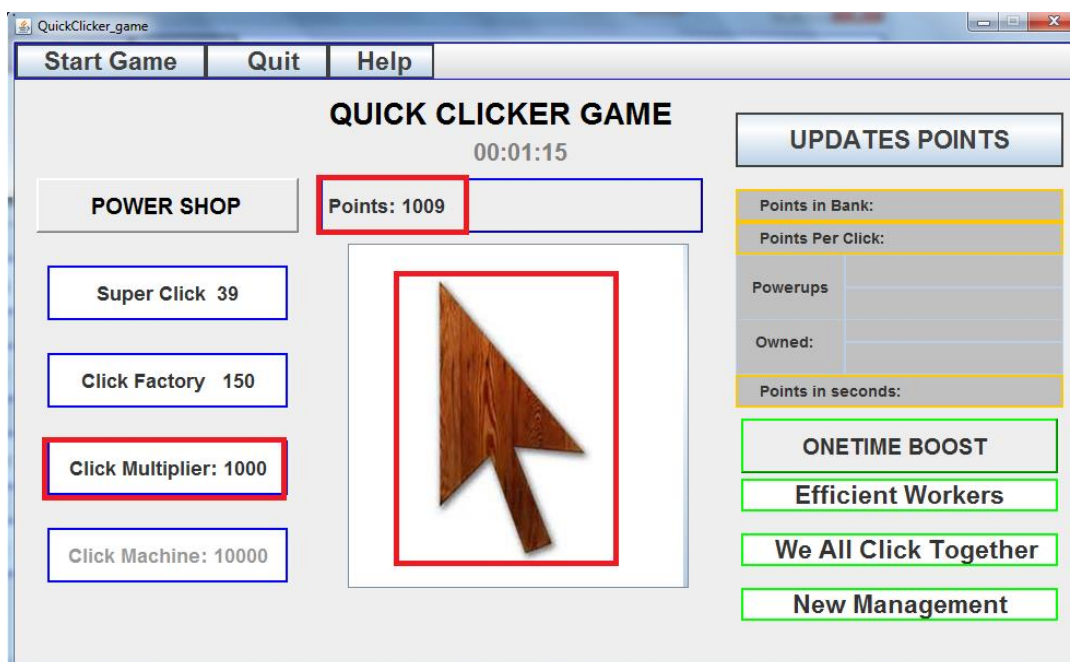 QuickClicker_game
Start Game Quit Help
QUICK CLICKER GAME
00:01:15
UPDATES POINTS
POWER SHOP
Points: 1009
Points in Bank:
Points Per Click:
Super Click 39
Powerups
Click Factory 150
Owned:
Points in seconds:
Click Multiplier: 1000
ONETIME BOOST
Efficient Workers
Click Machine: 10000
We All Click Together
New Management